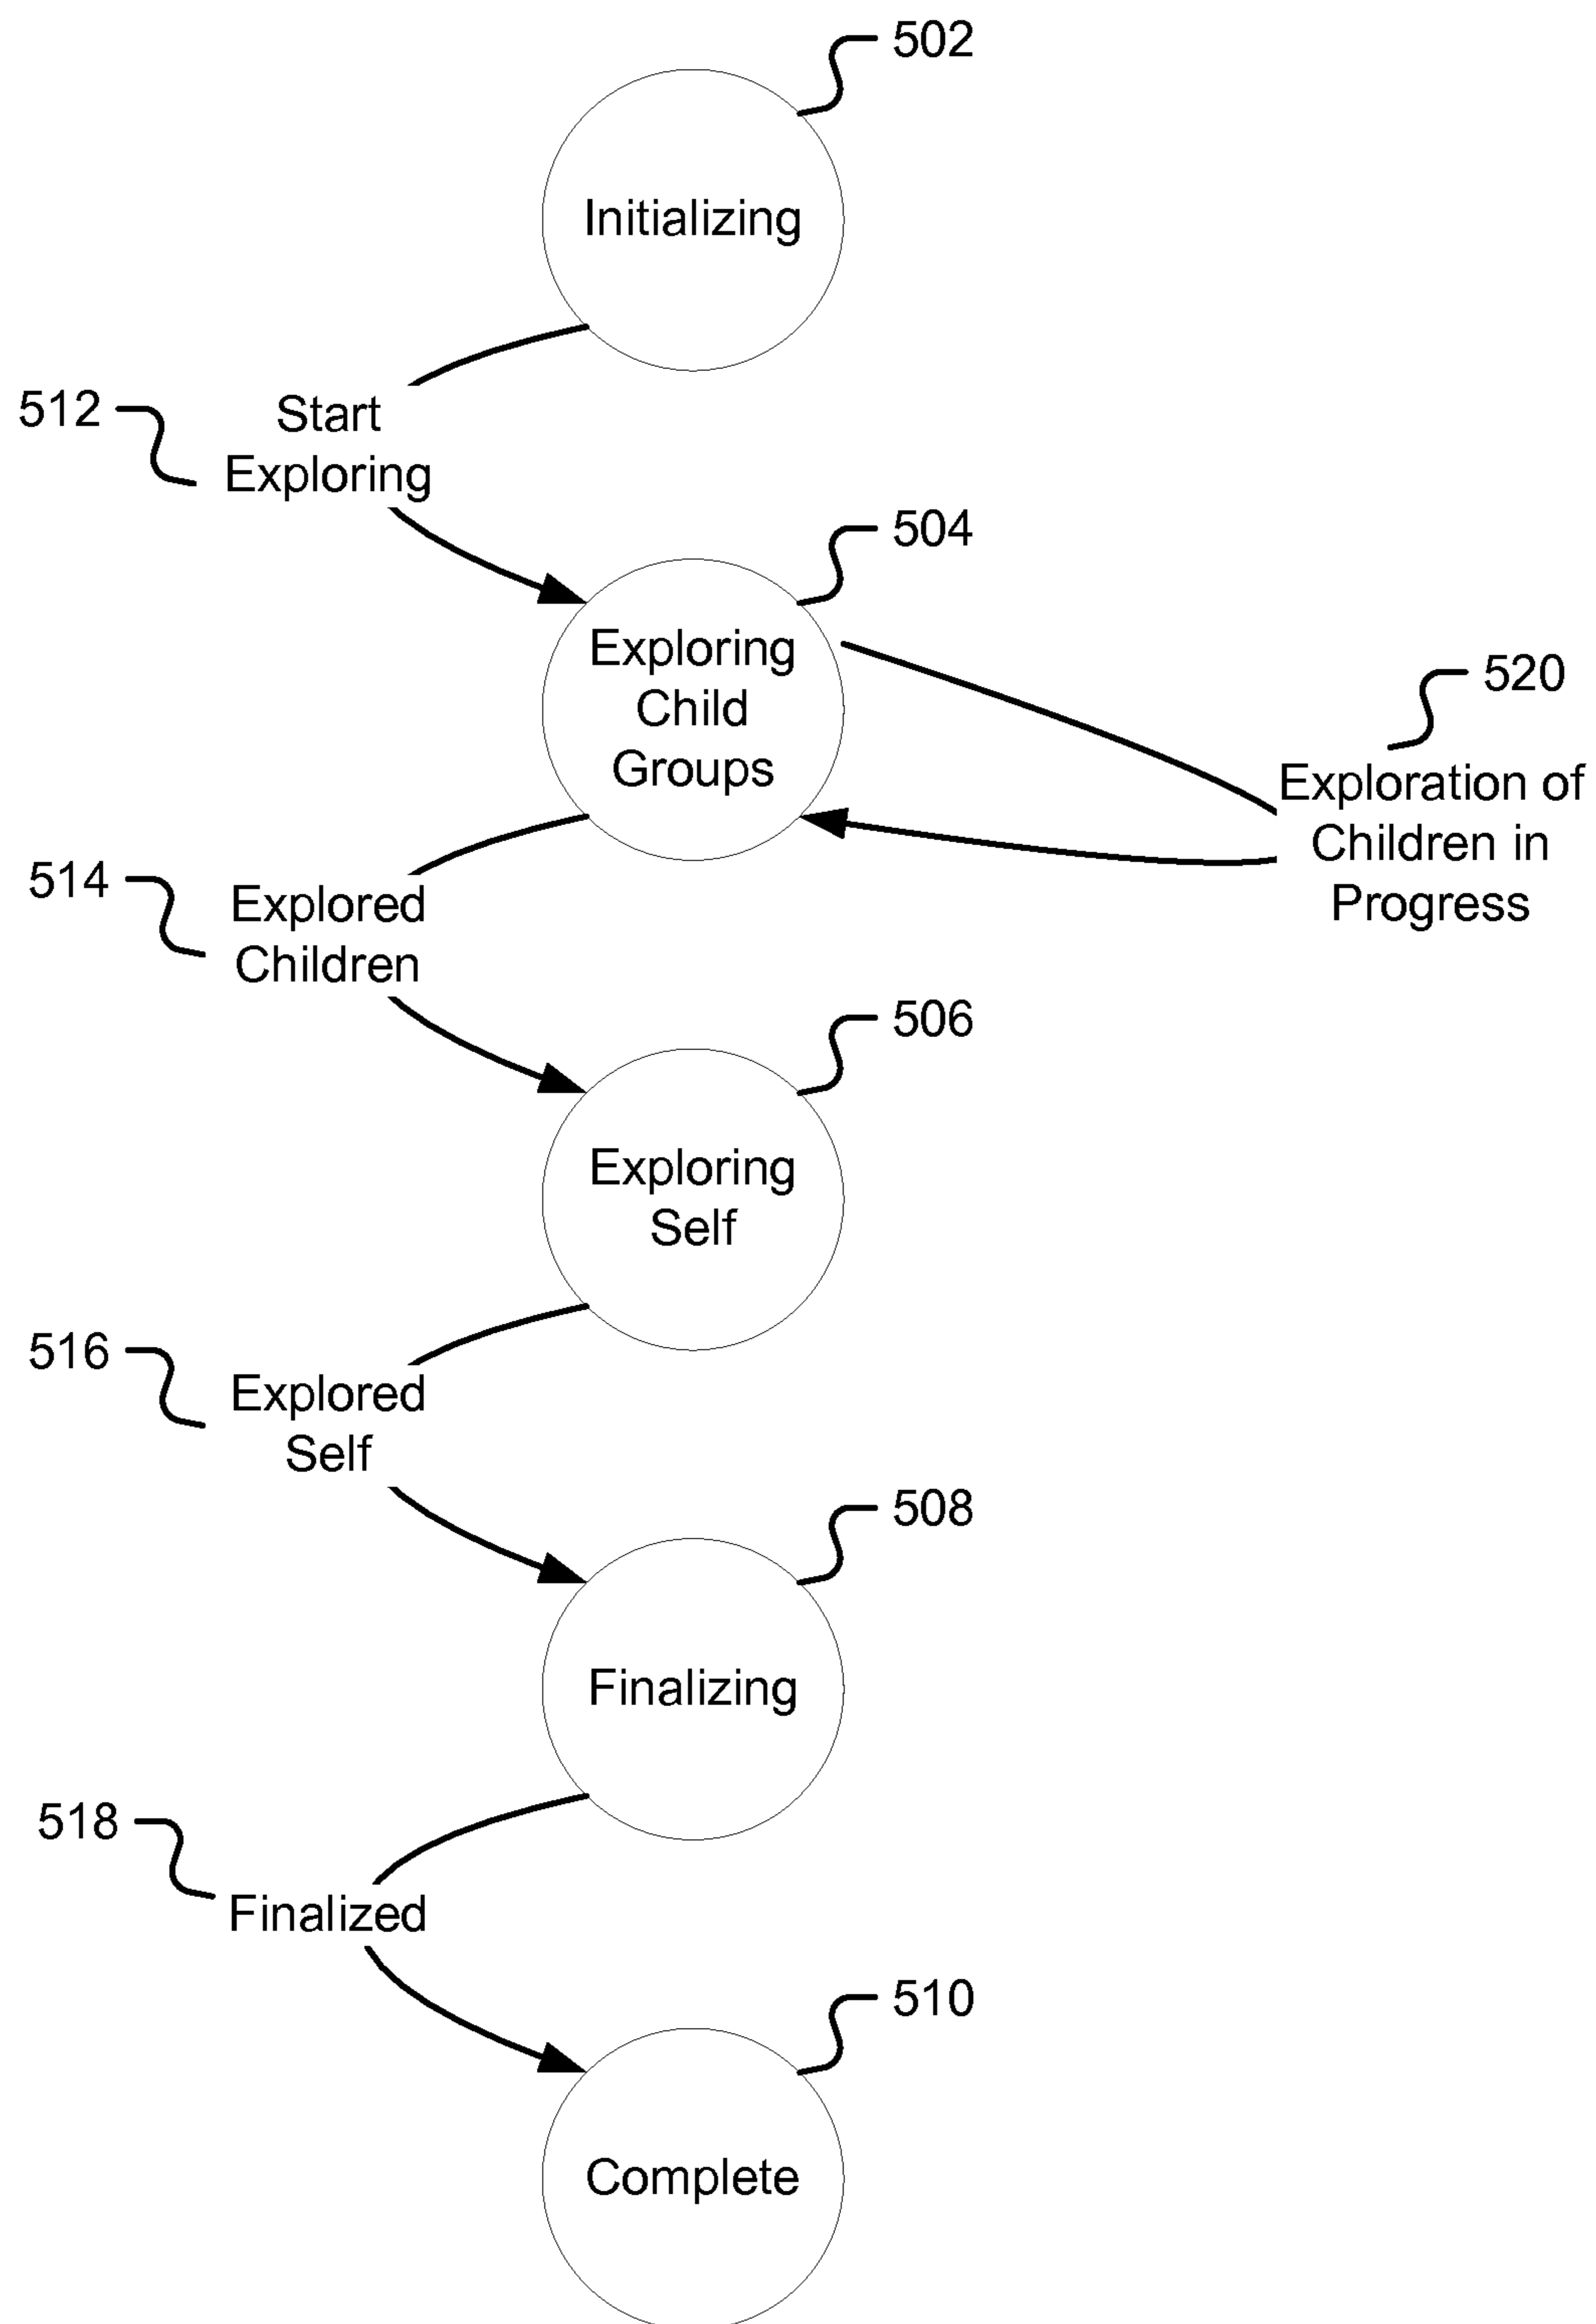 502
Initializing
512
Start
Exploring
504
Exploring
Child
Groups
520
Exploration of
Children in
Progress
514
Explored
Children
506
Exploring
Self
516
Explored
Self
508
Finalizing
518
Finalized
510
Complete